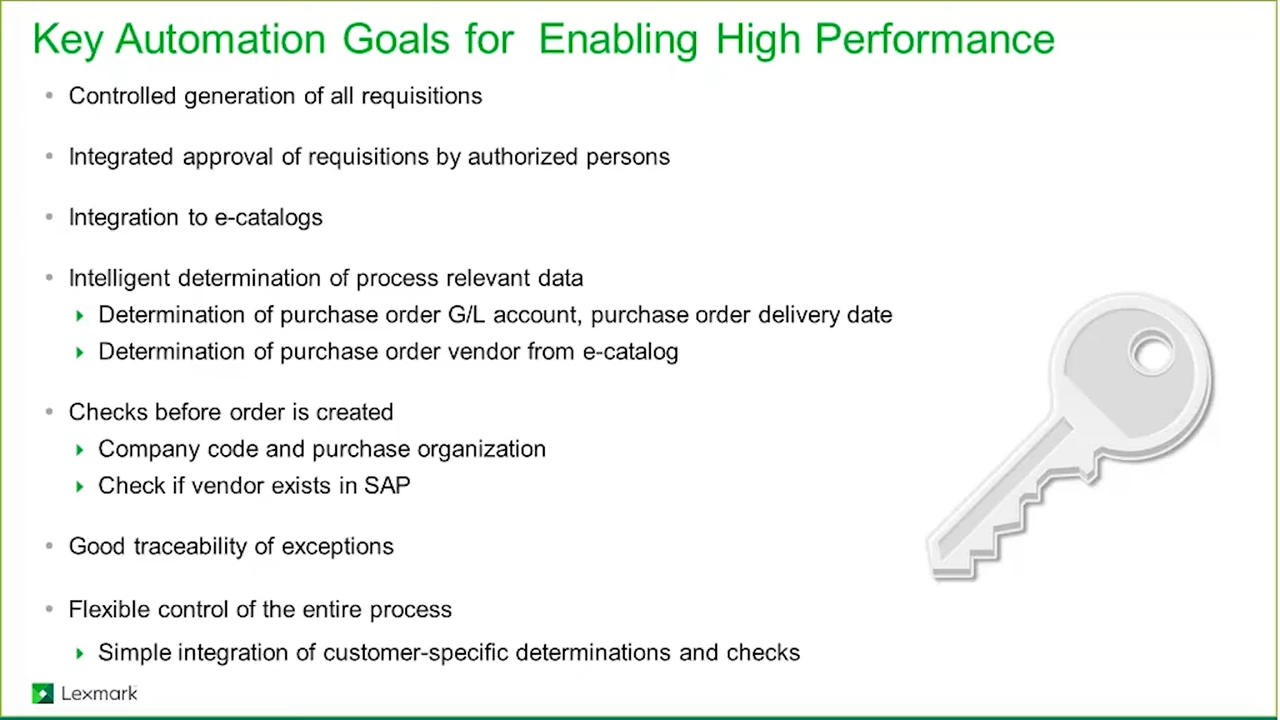 Key Automation Goals for Enabling High Performance
Controlled generation of all requisitions
Integrated approval of requisitions by authorized persons
Integration to e-catalogs
Intelligent determination of process relevant data
Determination of purchase order G/L account, purchase order delivery date
Determination of purchase order vendor from e-catalog
Checks before order is created
Company code and purchase organization
Check if vendor exists in SAP
Good traceability of exceptions
Flexible control of the entire process
Simple integration of customer-specific determinations and checks
Lexmark